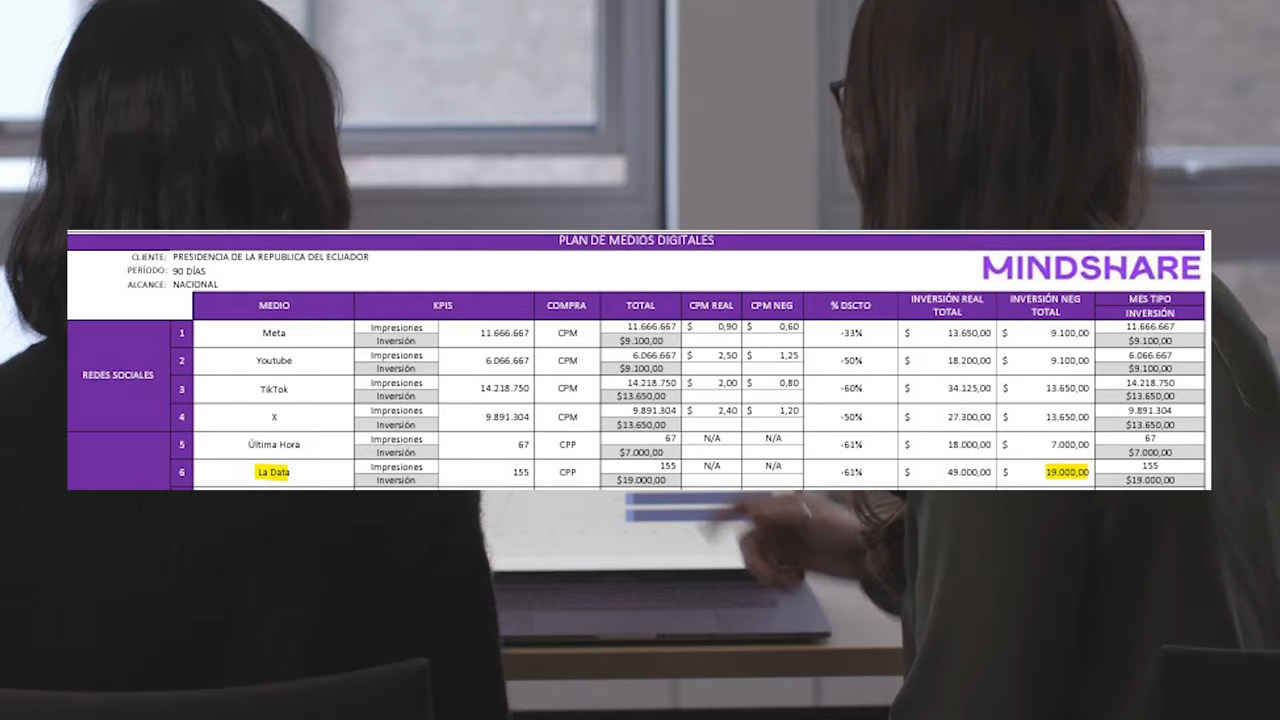 PLAN DE MEDIOS DIGITALES
CLIENTE: PRESIDENCIA DE LA REPUBLICA DEL ECUADOR
PERÍODO: 90 DÍAS
ALCANCE: NACIONAL
MINDSHARE
MEDIO KPIS COMPRA TOTAL CPM REAL CPM NEG % DSCTO INVERSIÓN REAL TOTAL INVERSIÓN NEG TOTAL MES TIPO INVERSIÓN
REDES SOCIALES
1 Meta Impresiones 11.666.667 CPM 11.666.667 $ 0,90 $ 0,60 -33% $ 13.650,00 $ 9.100,00 11.666.667
Inversión $9.100,00 $9.100,00
2 Youtube Impresiones 6.066.667 CPM 6.066.667 $ 2,50 $ 1,25 -50% $ 18.200,00 $ 9.100,00 6.066.667
Inversión $9.100,00 $9.100,00
3 TikTok Impresiones 14.218.750 CPM 14.218.750 $ 2,00 $ 0,80 -60% $ 34.125,00 $ 13.650,00 14.218.750
Inversión $13.650,00 $13.650,00
4 X Impresiones 9.891.304 CPM 9.891.304 $ 2,40 $ 1,20 -50% $ 27.300,00 $ 13.650,00 9.891.304
Inversión $13.650,00 $13.650,00
5 Última Hora Impresiones 67 CPP 67 N/A N/A -61% $ 18.000,00 $ 7.000,00 67
Inversión $7.000,00 $7.000,00
6 La Data Impresiones 155 CPP 155 N/A N/A -61% $ 49.000,00 $ 19.000,00 155
Inversión $19.000,00 $19.000,00